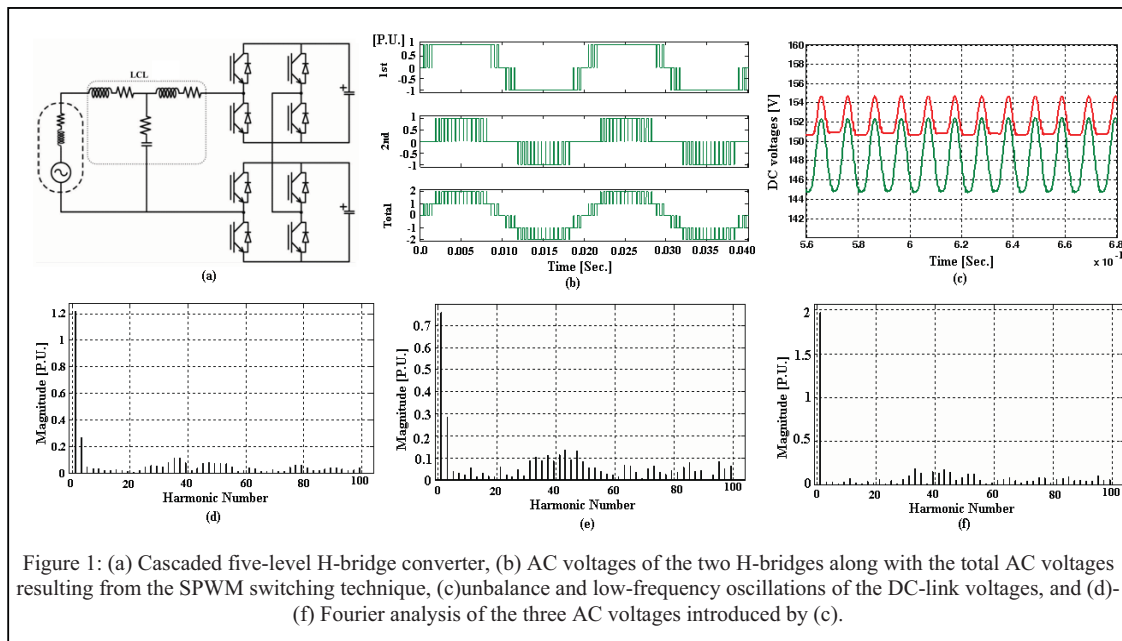 LCL
(a)
[P.U.]
1st
1
0.5
0
-0.5
-1
2nd
1
0.5
0
-0.5
-1
Total
2
1
0
-1
-2
0.0 0.005 0.010 0.015 0.020 0.025 0.030 0.035 0.040
Time [Sec.]
(b)
DC voltages [V]
160
158
156
154
152
150
148
146
144
142
5.6 5.8 6 6.2 6.4 6.6 6.8
x 10⁻¹
Time [Sec.]
(c)
Magnitude [P.U.]
1.2
1
0.8
0.6
0.4
0.2
0
0 20 40 60 80 100
Harmonic Number
(d)
Magnitude [P.U.]
0.7
0.6
0.5
0.4
0.3
0.2
0.1
0
0 20 40 60 80 100
Harmonic Number
(e)
Magnitude [P.U.]
2
1.5
1
0.5
0
0 20 40 60 80 100
Harmonic Number
(f)
Figure 1: (a) Cascaded five-level H-bridge converter, (b) AC voltages of the two H-bridges along with the total AC voltages
resulting from the SPWM switching technique, (c)unbalance and low-frequency oscillations of the DC-link voltages, and (d)-
(f) Fourier analysis of the three AC voltages introduced by (c).